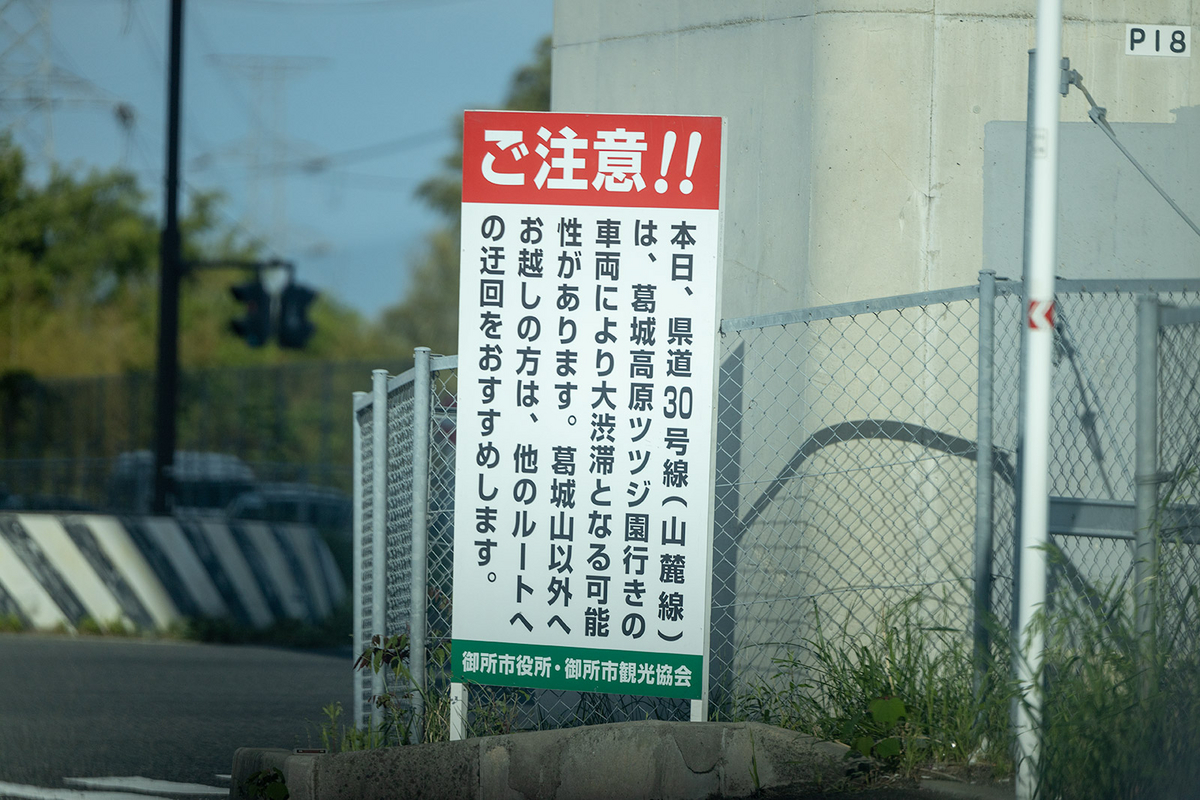 ご注意!!
本日、県道30号線(山麓線)
は、葛城高原ツツジ園行きの
車両により大渋滞となる可能
性があります。葛城山以外へ
お越しの方は、他のルートへ
の迂回をおすすめします。
御所市役所・御所市観光協会
P18